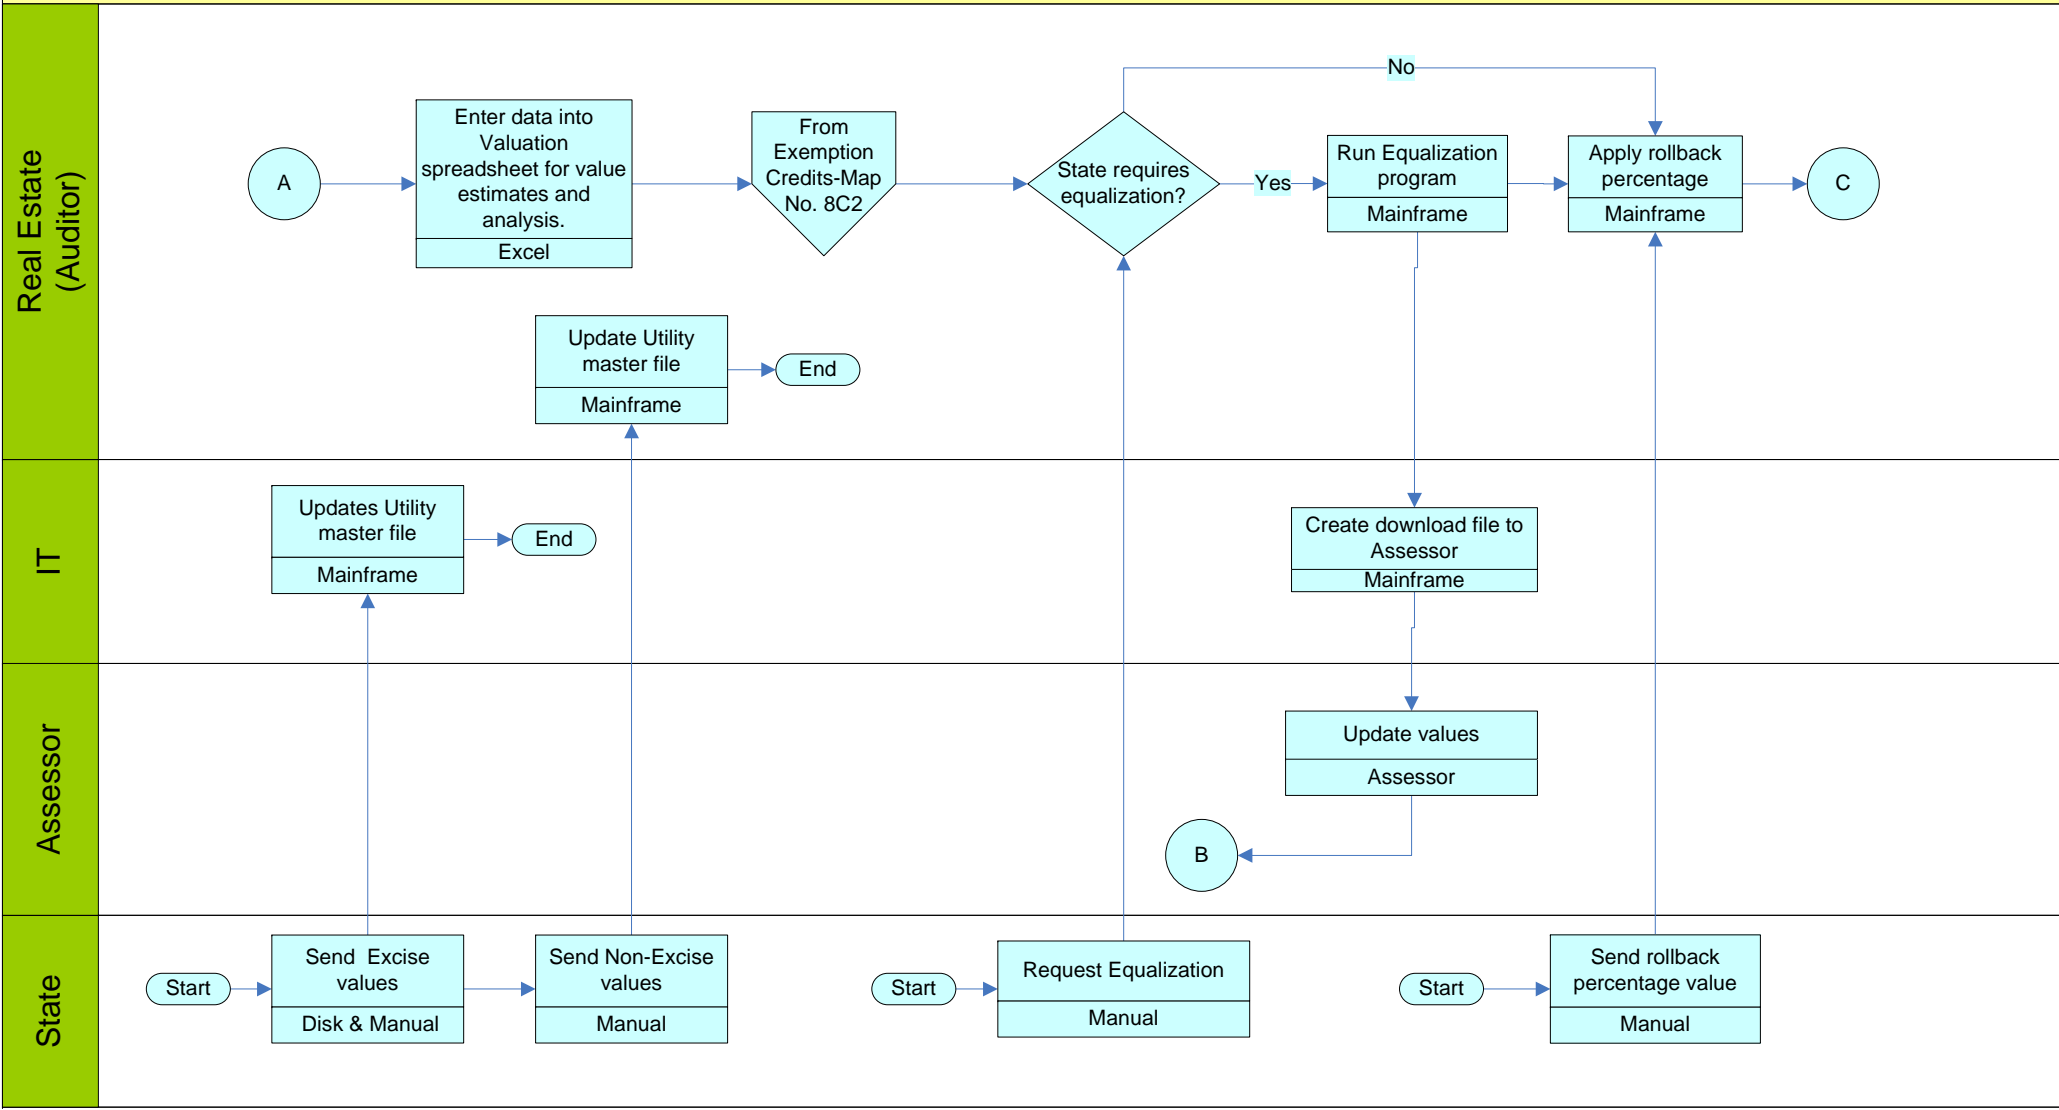 Real Estate
(Auditor)
A
Enter data into
Valuation
spreadsheet for value
estimates and
analysis.
Excel
From
Exemption
Credits-Map
No. 8C2
State requires
equalization?
No
Yes
Run Equalization
program
Mainframe
Apply rollback
percentage
Mainframe
C
Update Utility
master file
Mainframe
End
IT
Updates Utility
master file
Mainframe
End
Create download file to
Assessor
Mainframe
Assessor
Update values
Assessor
B
State
Start
Send Excise
values
Disk & Manual
Send Non-Excise
values
Manual
Start
Request Equalization
Manual
Start
Send rollback
percentage value
Manual